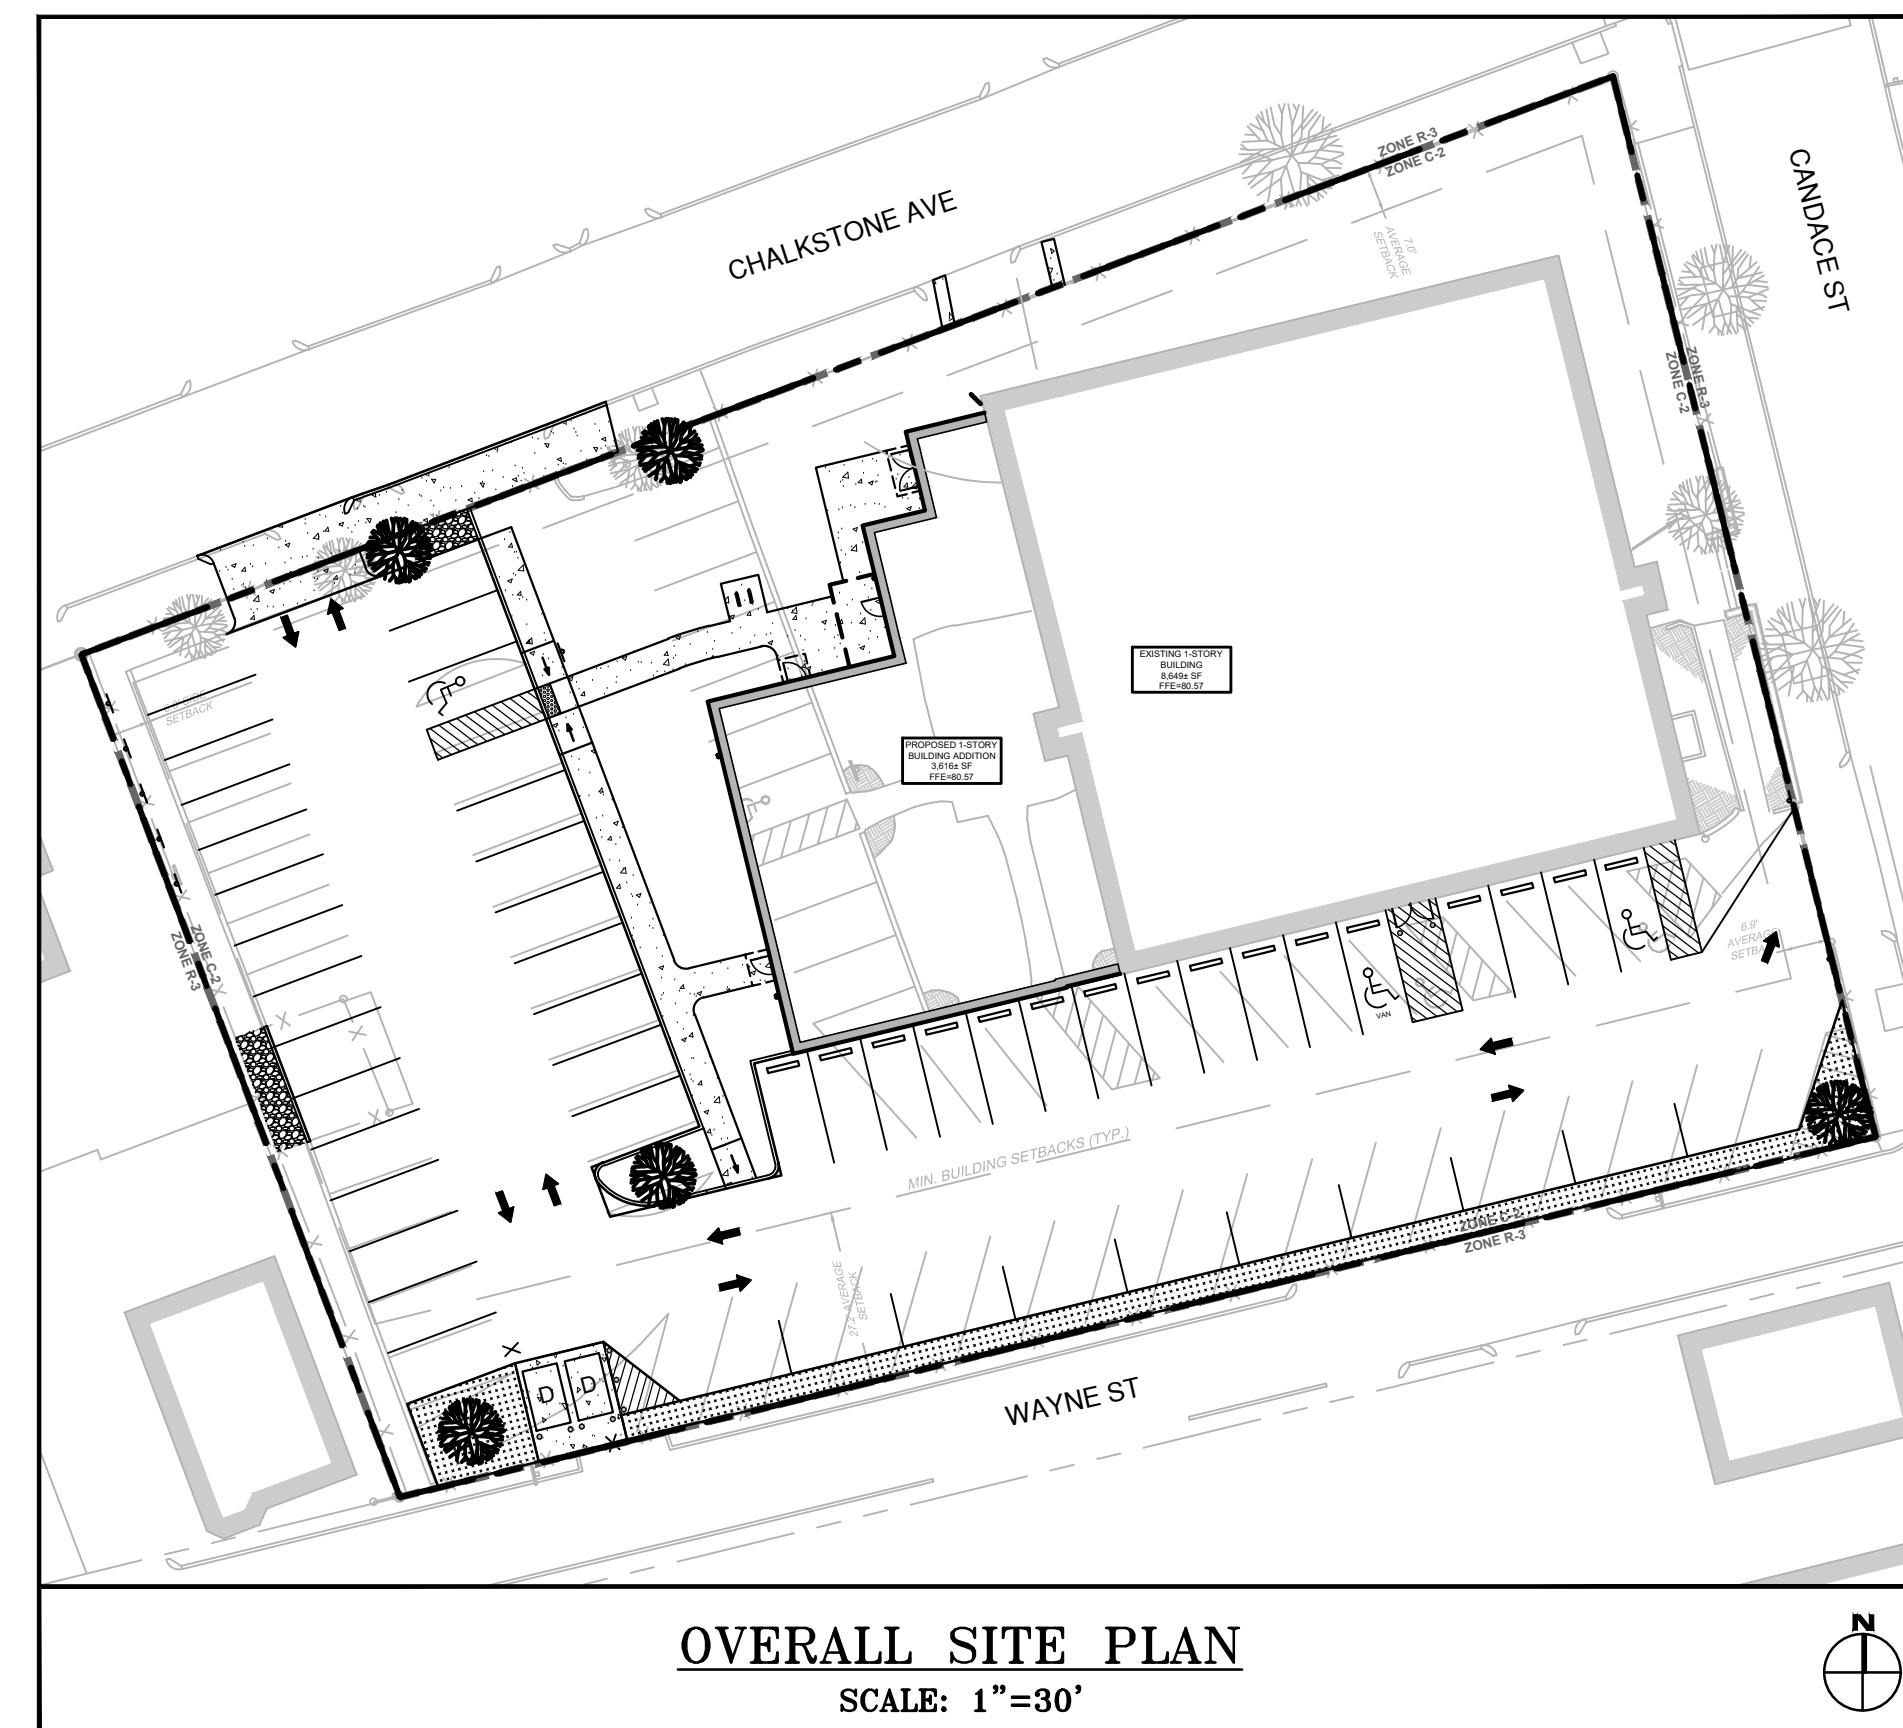 CHALKSTONE AVE
CANDACE ST
ZONE R-3
ZONE C-2
7.0'
AVERAGE
SETBACK
ZONE R-3
ZONE C-2
SETBACK
EXISTING 1-STORY
BUILDING
8,649± SF
FFE=80.57
PROPOSED 1-STORY
BUILDING ADDITION
3,616± SF
FFE=80.57
ZONE C-2
ZONE R-3
6.9'
AVERAGE
SETBACK
VAN
MIN. BUILDING SETBACKS (TYP.)
ZONE C-2
ZONE R-3
AVERAGE
SETBACK
D
D
WAYNE ST
OVERALL SITE PLAN
SCALE: 1"=30'
N